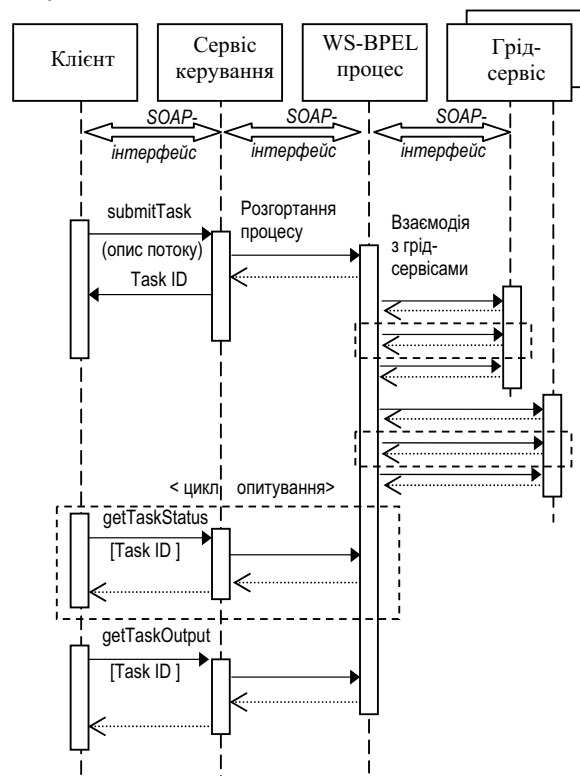 Клієнт
Сервіс
керування
WS-BPEL
процес
Грід-
сервіс
SOAP-
інтерфейс
SOAP-
інтерфейс
SOAP-
інтерфейс
submitTask
(опис потоку)
Task ID
Розгортання
процесу
Взаємодія
з грід-
сервісами
< цикл опитування>
getTaskStatus
[Task ID ]
getTaskOutput
[Task ID ]